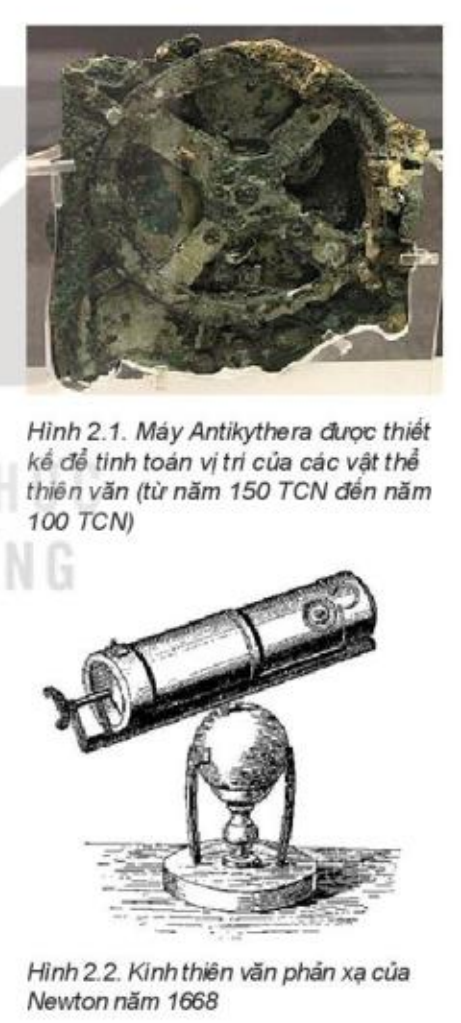 Hình 2.1. Máy Antikythera được thiết
kế để tính toán vị trí của các vật thể
thiên văn (từ năm 150 TCN đến năm
100 TCN)
HỨC
NG
Hình 2.2. Kính thiên văn phản xạ của
Newton năm 1668